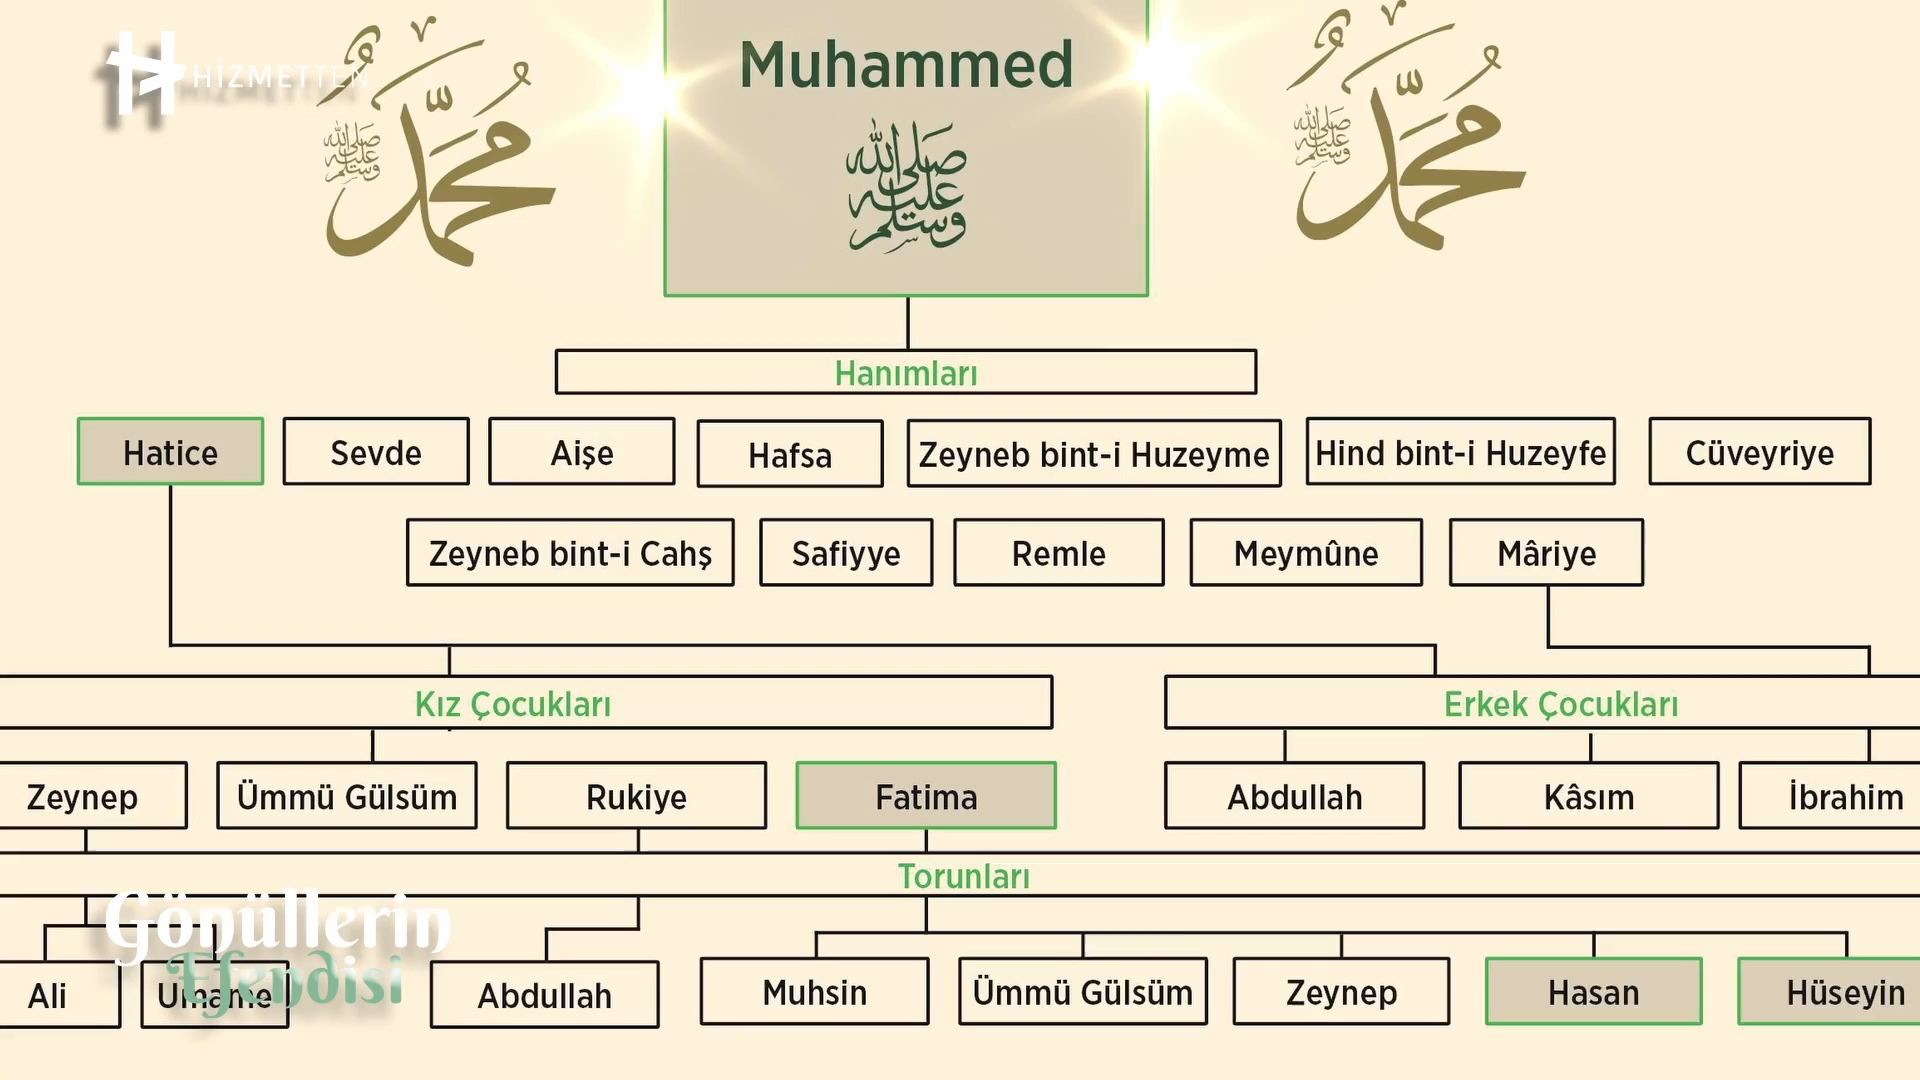 HİZMETTEN
محمد
صلى الله عليه وسلم
Muhammed
صلى الله عليه وسلم
محمد
صلى الله عليه وسلم
Hanımları
Hatice
Sevde
Aişe
Hafsa
Zeyneb bint-i Huzeyme
Hind bint-i Huzeyfe
Cüveyriye
Zeyneb bint-i Cahş
Safiyye
Remle
Meymûne
Mâriye
Kız Çocukları
Erkek Çocukları
Zeynep
Ümmü Gülsüm
Rukiye
Fatima
Abdullah
Kâsım
İbrahim
Torunları
Gönüllerin
Efendisi
Ali
Umame
Abdullah
Muhsin
Ümmü Gülsüm
Zeynep
Hasan
Hüseyin